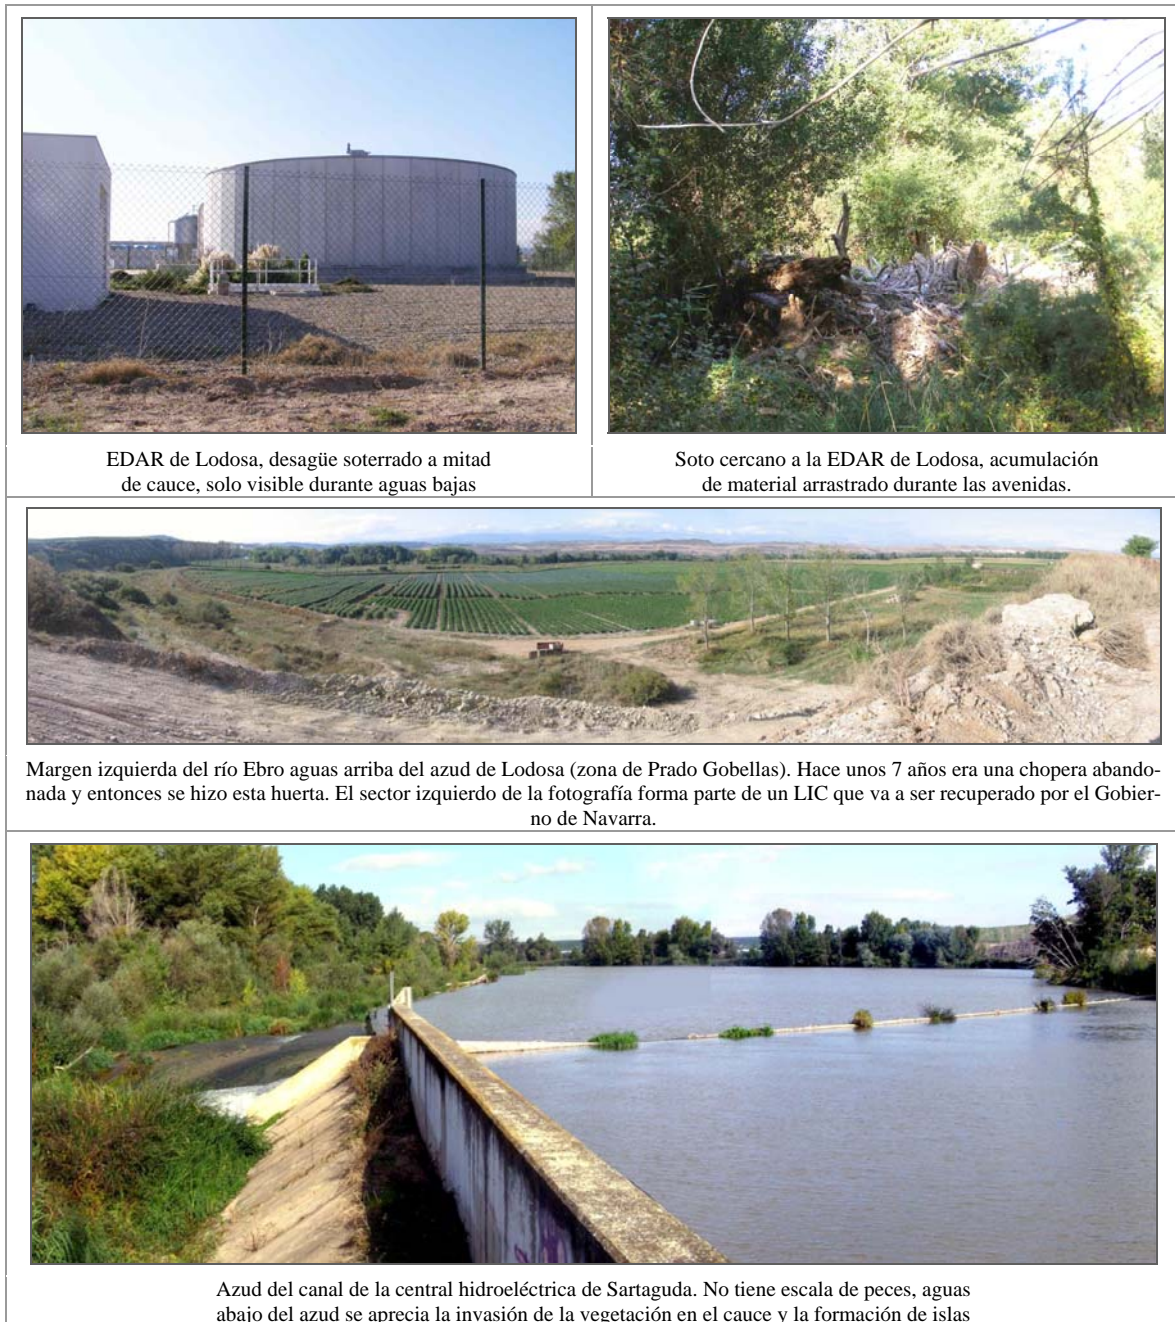 EDAR de Lodosa, desagüe soterrado a mitad
de cauce, solo visible durante aguas bajas
Soto cercano a la EDAR de Lodosa, acumulación
de material arrastrado durante las avenidas.
Margen izquierda del río Ebro aguas arriba del azud de Lodosa (zona de Prado Gobellas). Hace unos 7 años era una chopera abando-
nada y entonces se hizo esta huerta. El sector izquierdo de la fotografía forma parte de un LIC que va a ser recuperado por el Gobier-
no de Navarra.
Azud del canal de la central hidroeléctrica de Sartaguda. No tiene escala de peces, aguas
abajo del azud se aprecia la invasión de la vegetación en el cauce y la formación de islas